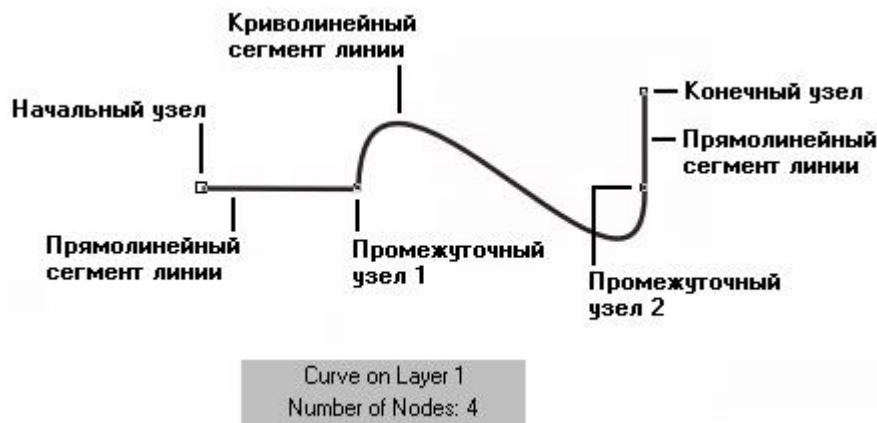 Криволинейный
сегмент линии
Начальный узел
Конечный узел
Прямолинейный
сегмент линии
Прямолинейный
сегмент линии
Промежуточный
узел 1
Промежуточный
узел 2
Curve on Layer 1
Number of Nodes: 4